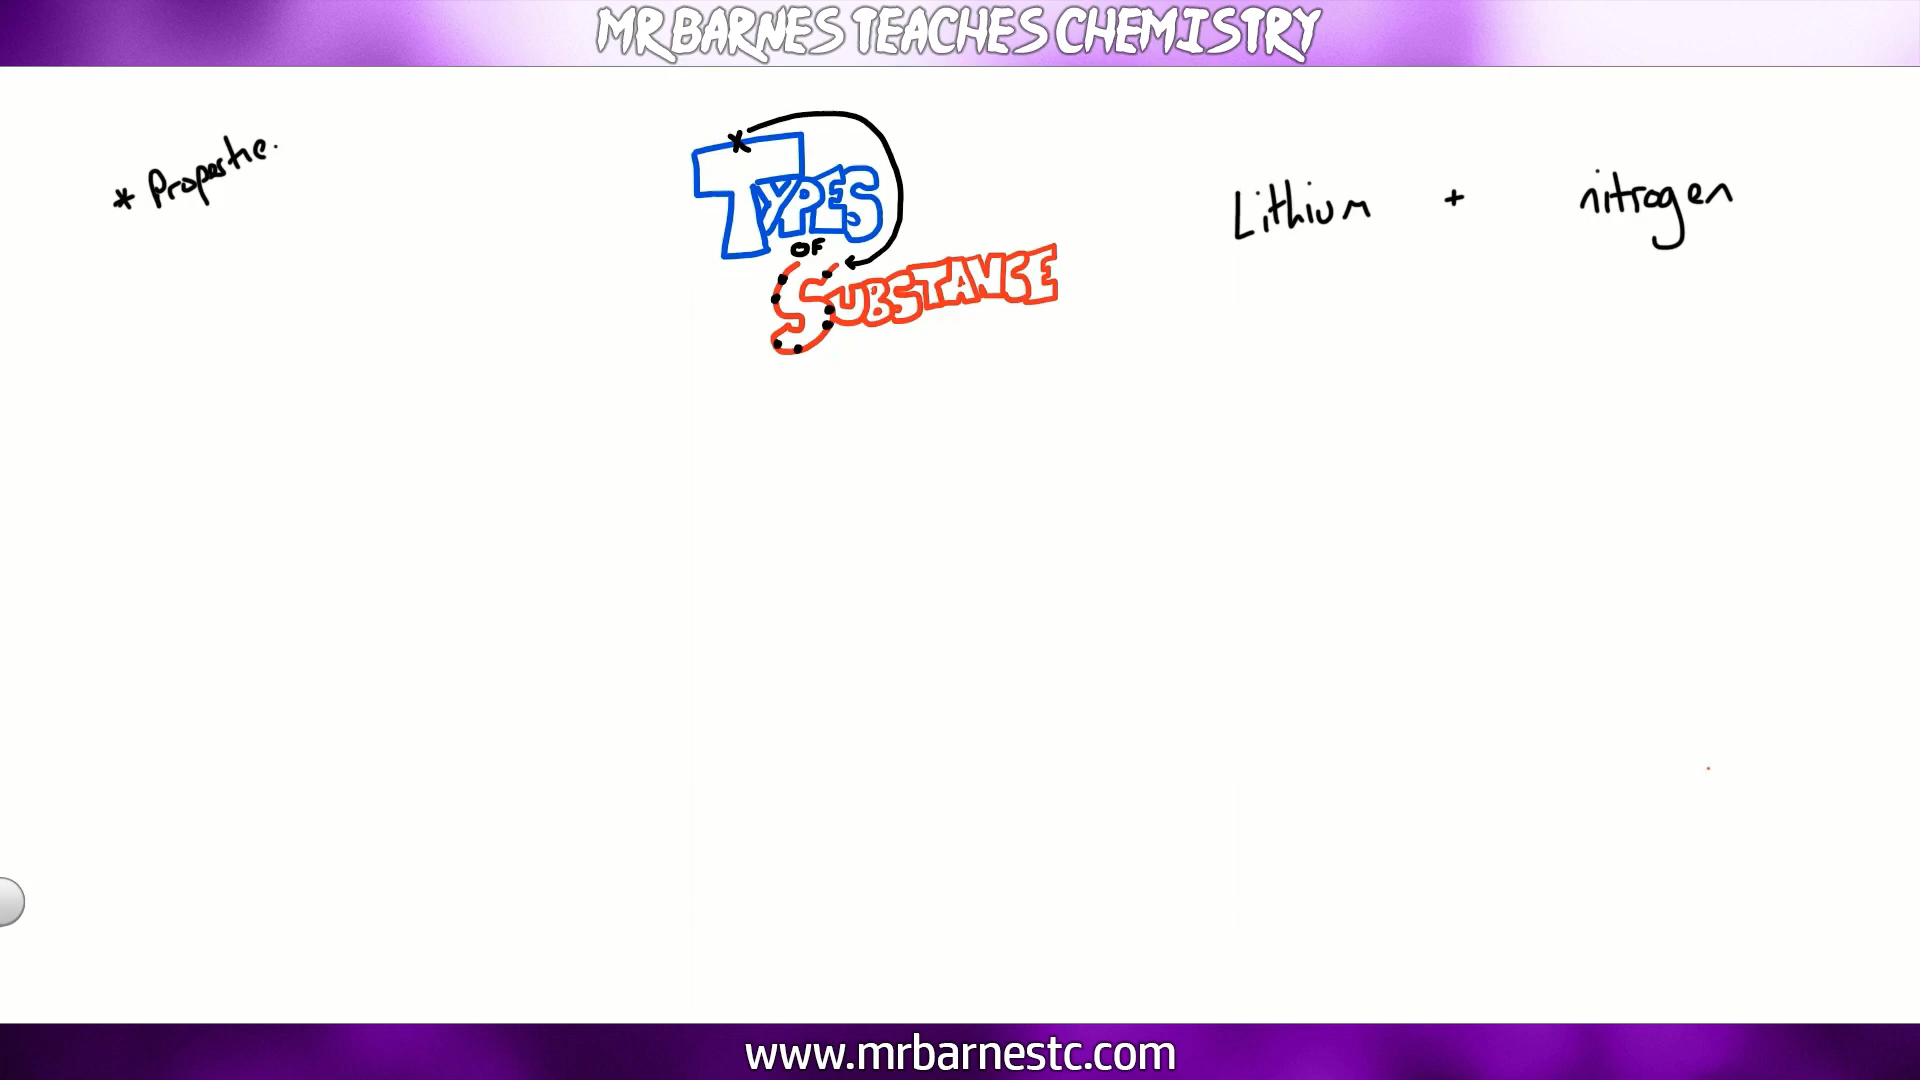 MR BARNES TEACHES CHEMISTRY
* Propertie.
TYPES
OF
SUBSTANCE
Lithium + nitrogen
www.mrbarnestc.com